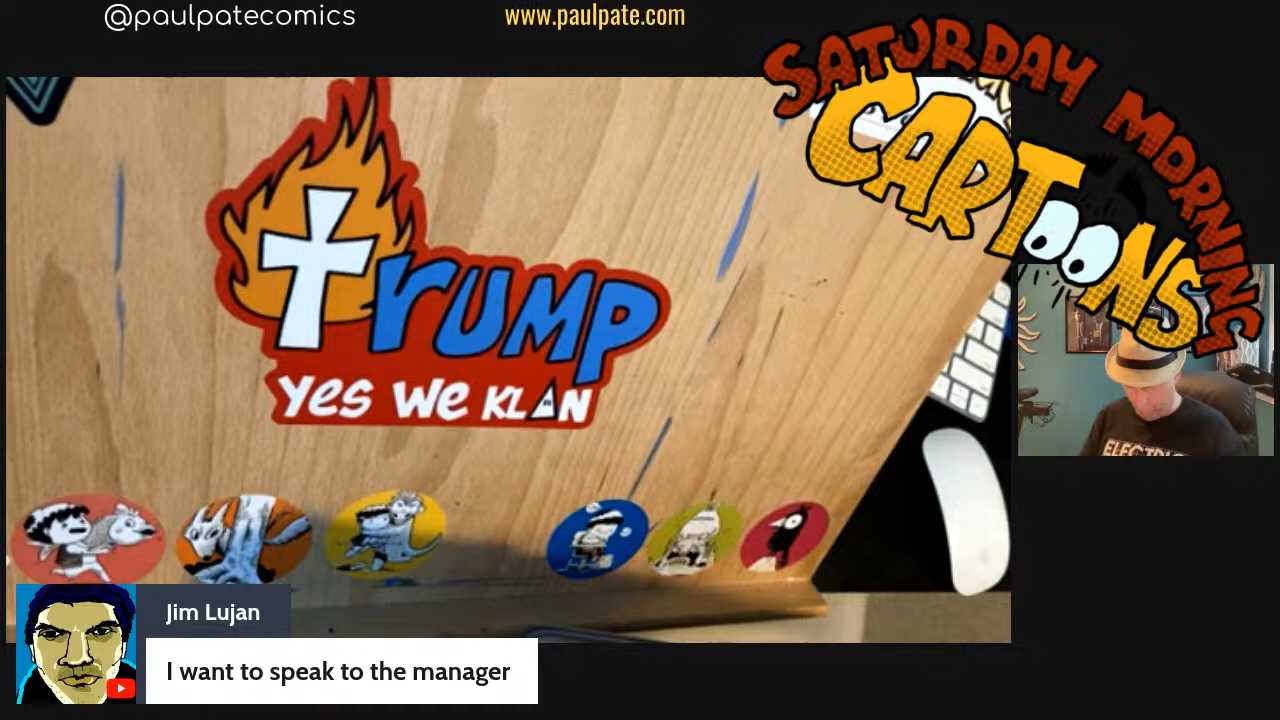 @paulpatecomics
www.paulpate.com
SATURDAY MORNING
CARTOONS
tRUMP
YES WE KLAN
ELECTRIC
Jim Lujan
I want to speak to the manager